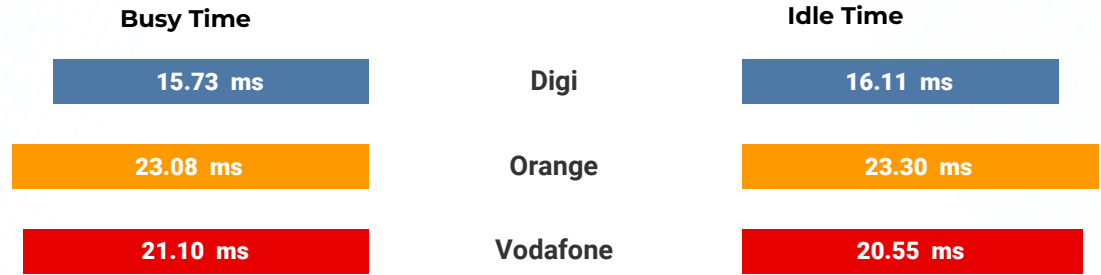 Busy Time
Idle Time
15.73 ms
Digi
16.11 ms
23.08 ms
Orange
23.30 ms
21.10 ms
Vodafone
20.55 ms